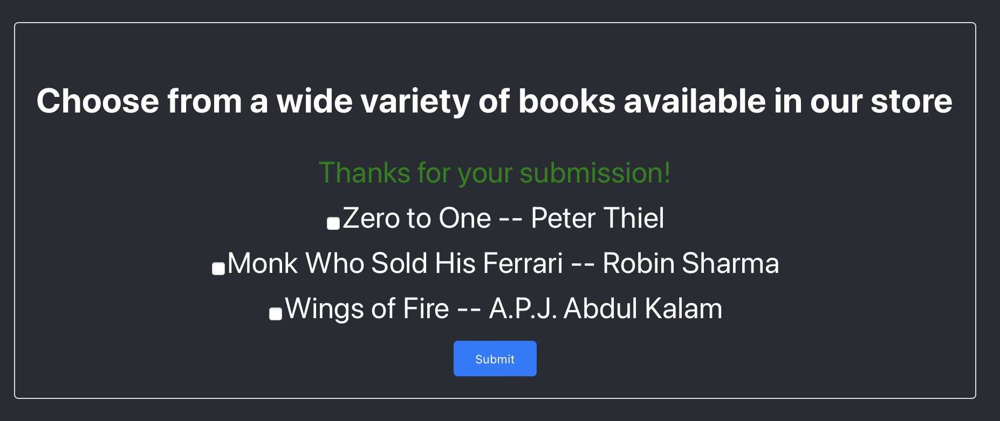 Choose from a wide variety of books available in our store
Thanks for your submission!
Zero to One -- Peter Thiel
Monk Who Sold His Ferrari -- Robin Sharma
Wings of Fire -- A.P.J. Abdul Kalam
Submit